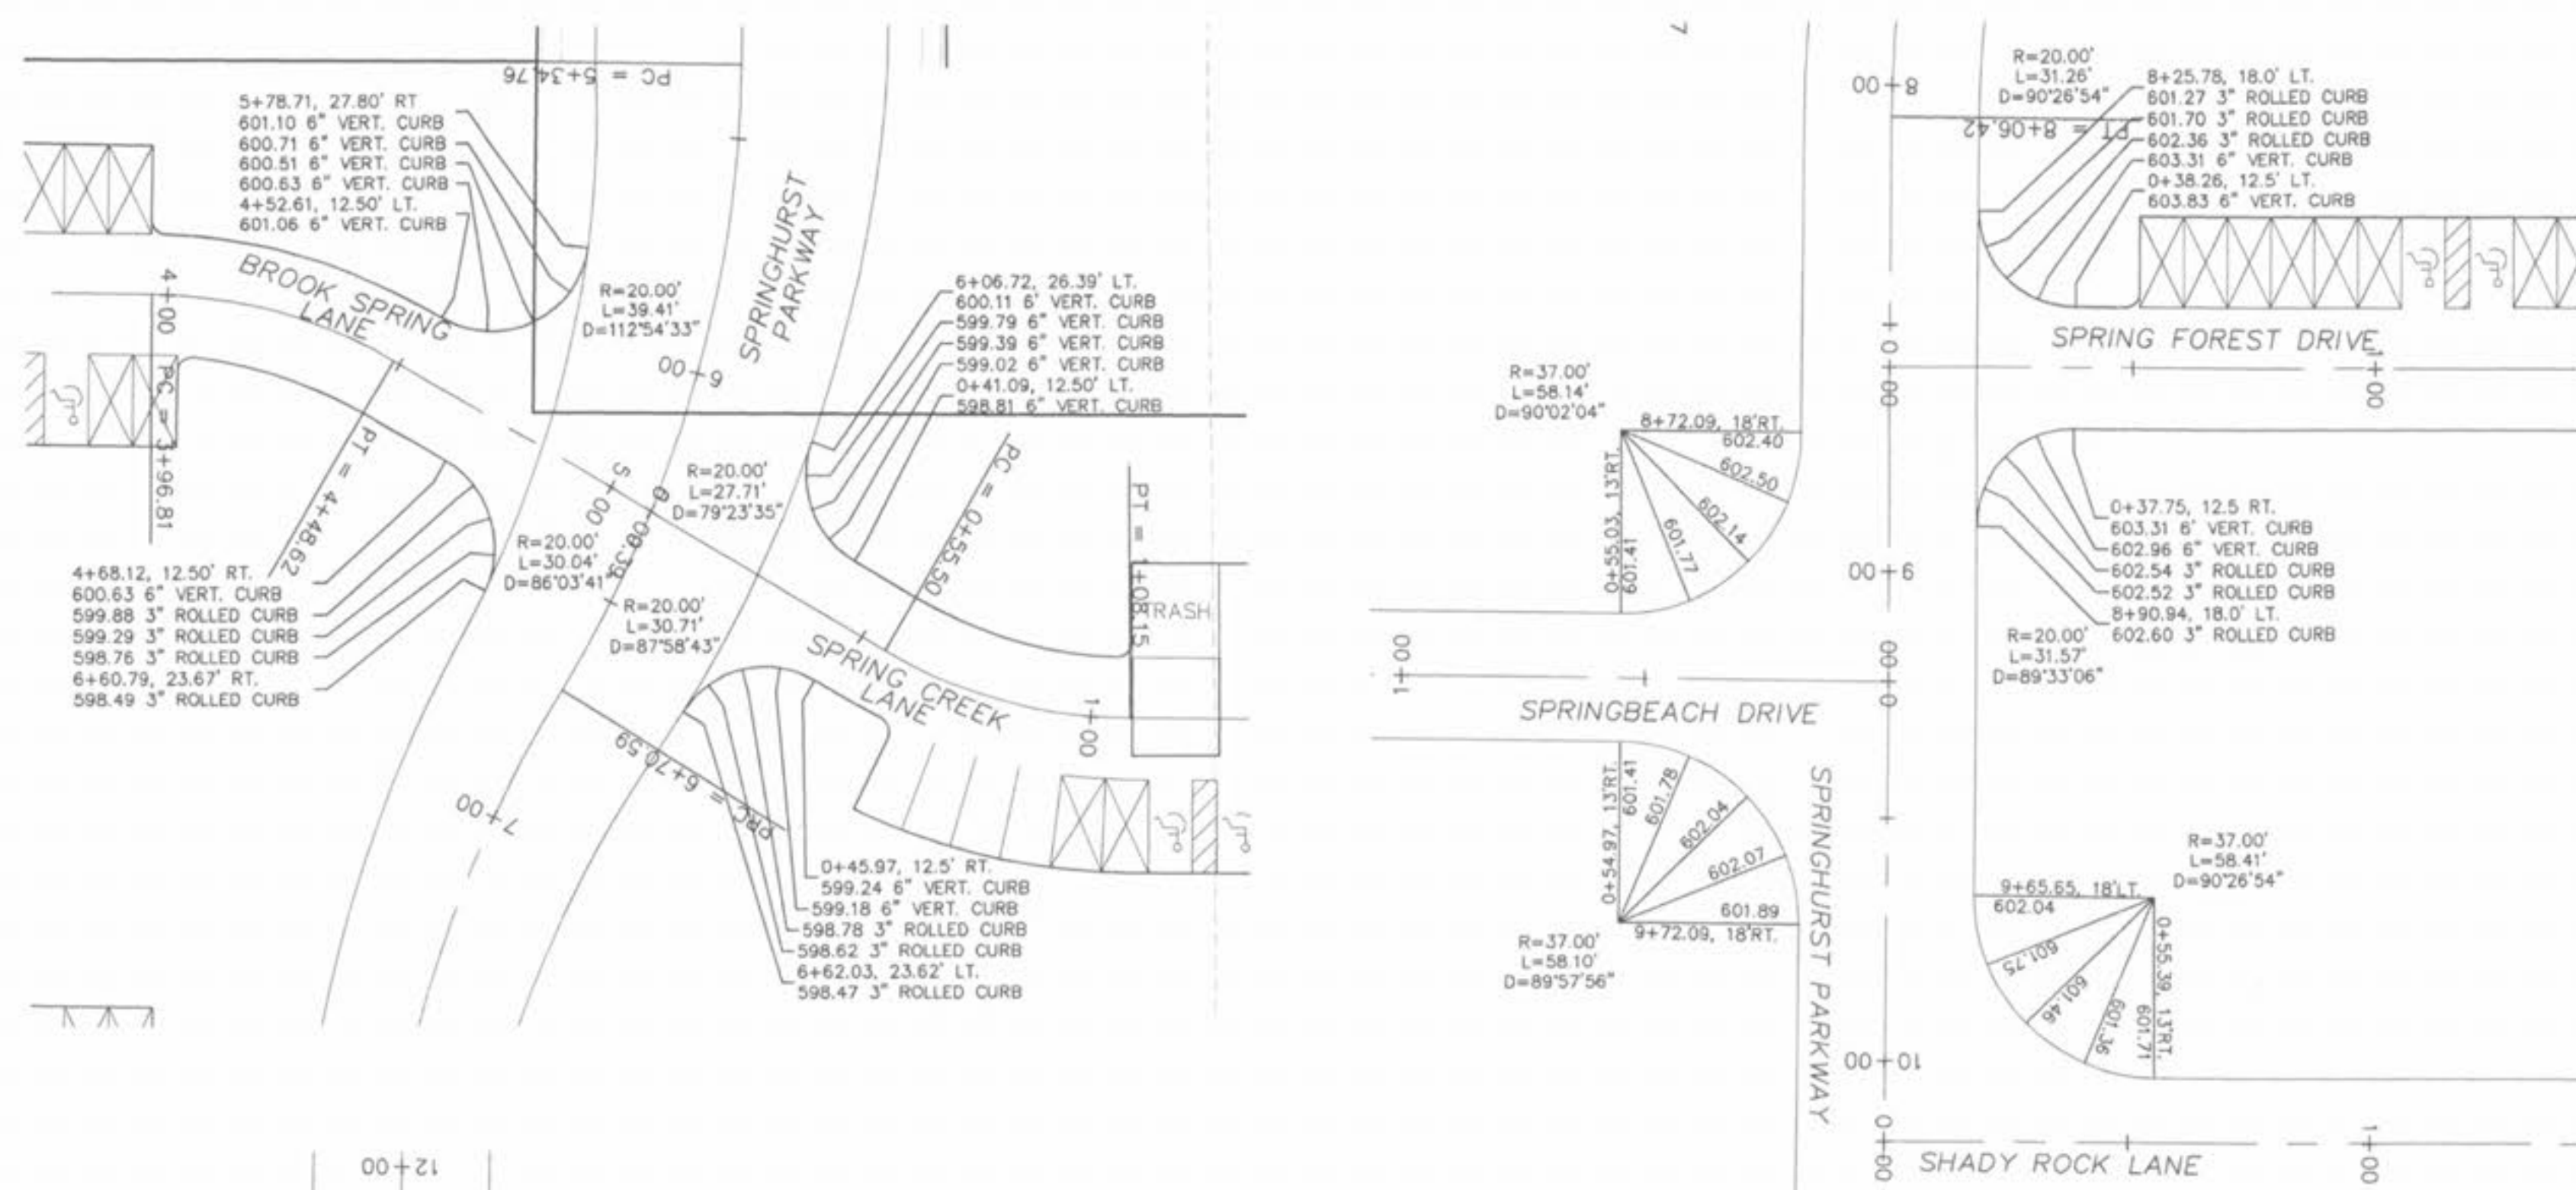 PC = 5+34.76
5+78.71, 27.80' RT
601.10 6" VERT. CURB
600.71 6" VERT. CURB
600.51 6" VERT. CURB
600.63 6" VERT. CURB
4+52.61, 12.50' LT.
601.06 6" VERT. CURB
BROOK SPRING
LANE
4+00
PC = 3+96.81
PT = 4+48.62
R=20.00'
L=39.41'
D=112°54'33"
SPRINGHURST
PARKWAY
6+00
6+06.72, 26.39' LT.
600.11 6' VERT. CURB
599.79 6" VERT. CURB
599.39 6" VERT. CURB
599.02 6" VERT. CURB
0+41.09, 12.50' LT.
598.81 6" VERT. CURB
R=20.00'
L=27.71'
D=79°23'35"
5+00
6+00.39
PC = 0+55.50
PT = 1+08.15
TRASH
R=20.00'
L=30.04'
D=86°03'41"
R=20.00'
L=30.71'
D=87°58'43"
4+68.12, 12.50' RT.
600.63 6" VERT. CURB
599.88 3" ROLLED CURB
599.29 3" ROLLED CURB
598.76 3" ROLLED CURB
6+60.79, 23.67' RT.
598.49 3" ROLLED CURB
SPRING CREEK
LANE
1+00
PRC = 6+70.59
7+00
0+45.97, 12.5' RT.
599.24 6" VERT. CURB
599.18 6" VERT. CURB
598.78 3" ROLLED CURB
598.62 3" ROLLED CURB
6+62.03, 23.62' LT.
598.47 3" ROLLED CURB
12+00
7
8+00
R=20.00'
L=31.26'
D=90°26'54"
PT = 8+06.42
8+25.78, 18.0' LT.
601.27 3" ROLLED CURB
601.70 3" ROLLED CURB
602.36 3" ROLLED CURB
603.31 6" VERT. CURB
0+38.26, 12.5' LT.
603.83 6" VERT. CURB
SPRING FOREST DRIVE
0+00
1+00
R=37.00'
L=58.14'
D=90°02'04"
8+72.09, 18'RT.
602.40
602.50
602.14
601.77
0+55.03, 13'RT.
601.41
9+00
0+37.75, 12.5 RT.
603.31 6' VERT. CURB
602.96 6" VERT. CURB
602.54 3" ROLLED CURB
602.52 3" ROLLED CURB
8+90.94, 18.0' LT.
602.60 3" ROLLED CURB
R=20.00'
L=31.57'
D=89°33'06"
1+00
0+00
SPRINGBEACH DRIVE
0+54.97, 13'RT.
601.41
601.78
602.04
602.07
601.89
9+72.09, 18'RT.
R=37.00'
L=58.10'
D=89°57'56"
SPRINGHURST PARKWAY
R=37.00'
L=58.41'
D=90°26'54"
9+65.65, 18'LT.
602.04
601.75
601.46
601.36
601.71
0+55.39, 13'RT.
10+00
0+00
SHADY ROCK LANE
1+00